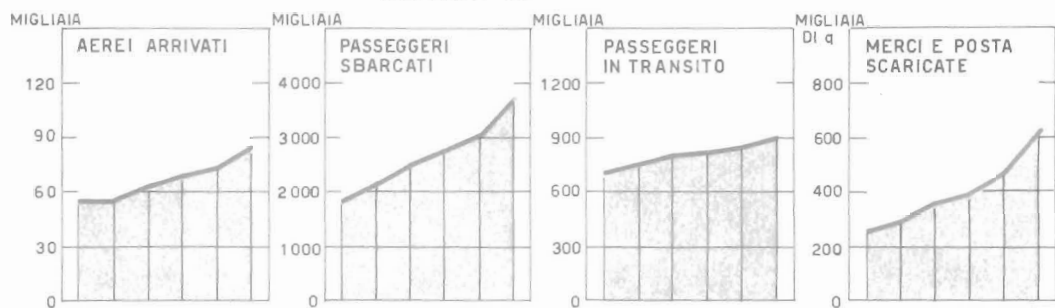 MIGLIAIA
AEREI ARRIVATI
120
90
60
30
0
MIGLIAIA
PASSEGGERI
SBARCATI
4 000
3 000
2 000
1 000
0
MIGLIAIA
PASSEGGERI
IN TRANSITO
1200
900
600
300
0
MIGLIAIA
DI q
MERCI E POSTA
SCARICATE
800
600
400
200
0